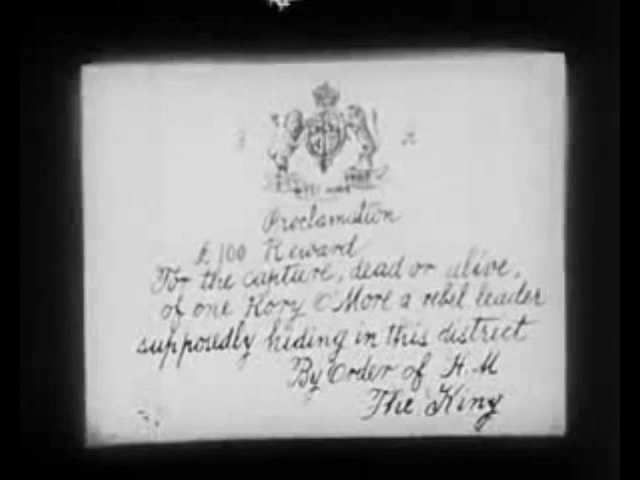 Proclamation
£100 Reward
For the capture, dead or alive,
of one Rory O'More a rebel leader
supposedly hiding in this district
By Order of H.M
The King